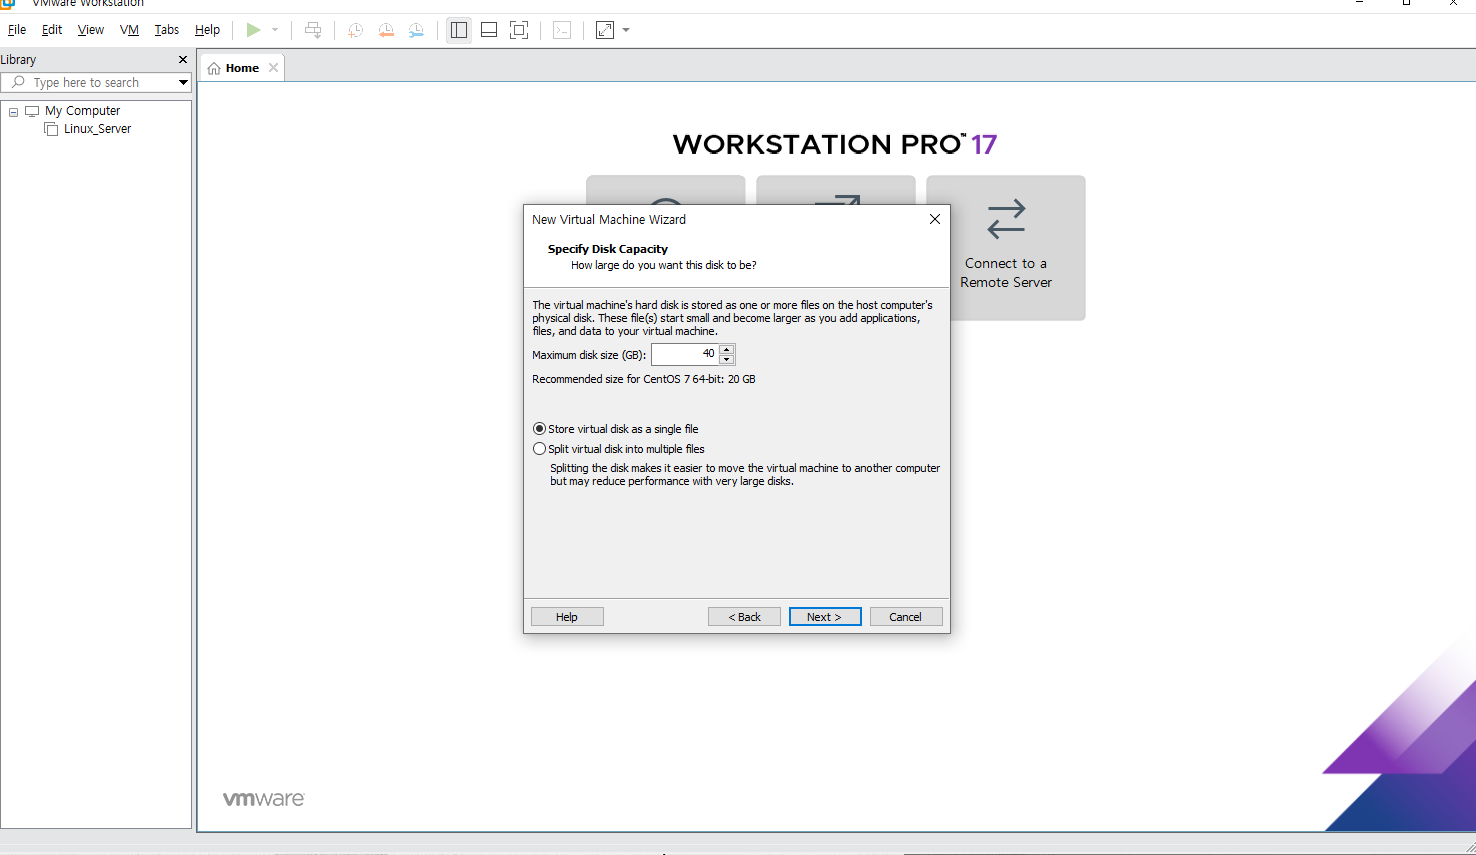 VMware Workstation
File Edit View VM Tabs Help
Library
Type here to search
My Computer
Linux_Server
Home
WORKSTATION PRO™ 17
Connect to a
Remote Server
New Virtual Machine Wizard
Specify Disk Capacity
How large do you want this disk to be?
The virtual machine's hard disk is stored as one or more files on the host computer's
physical disk. These file(s) start small and become larger as you add applications,
files, and data to your virtual machine.
Maximum disk size (GB): 40
Recommended size for CentOS 7 64-bit: 20 GB
Store virtual disk as a single file
Split virtual disk into multiple files
Splitting the disk makes it easier to move the virtual machine to another computer
but may reduce performance with very large disks.
Help < Back Next > Cancel
vmware